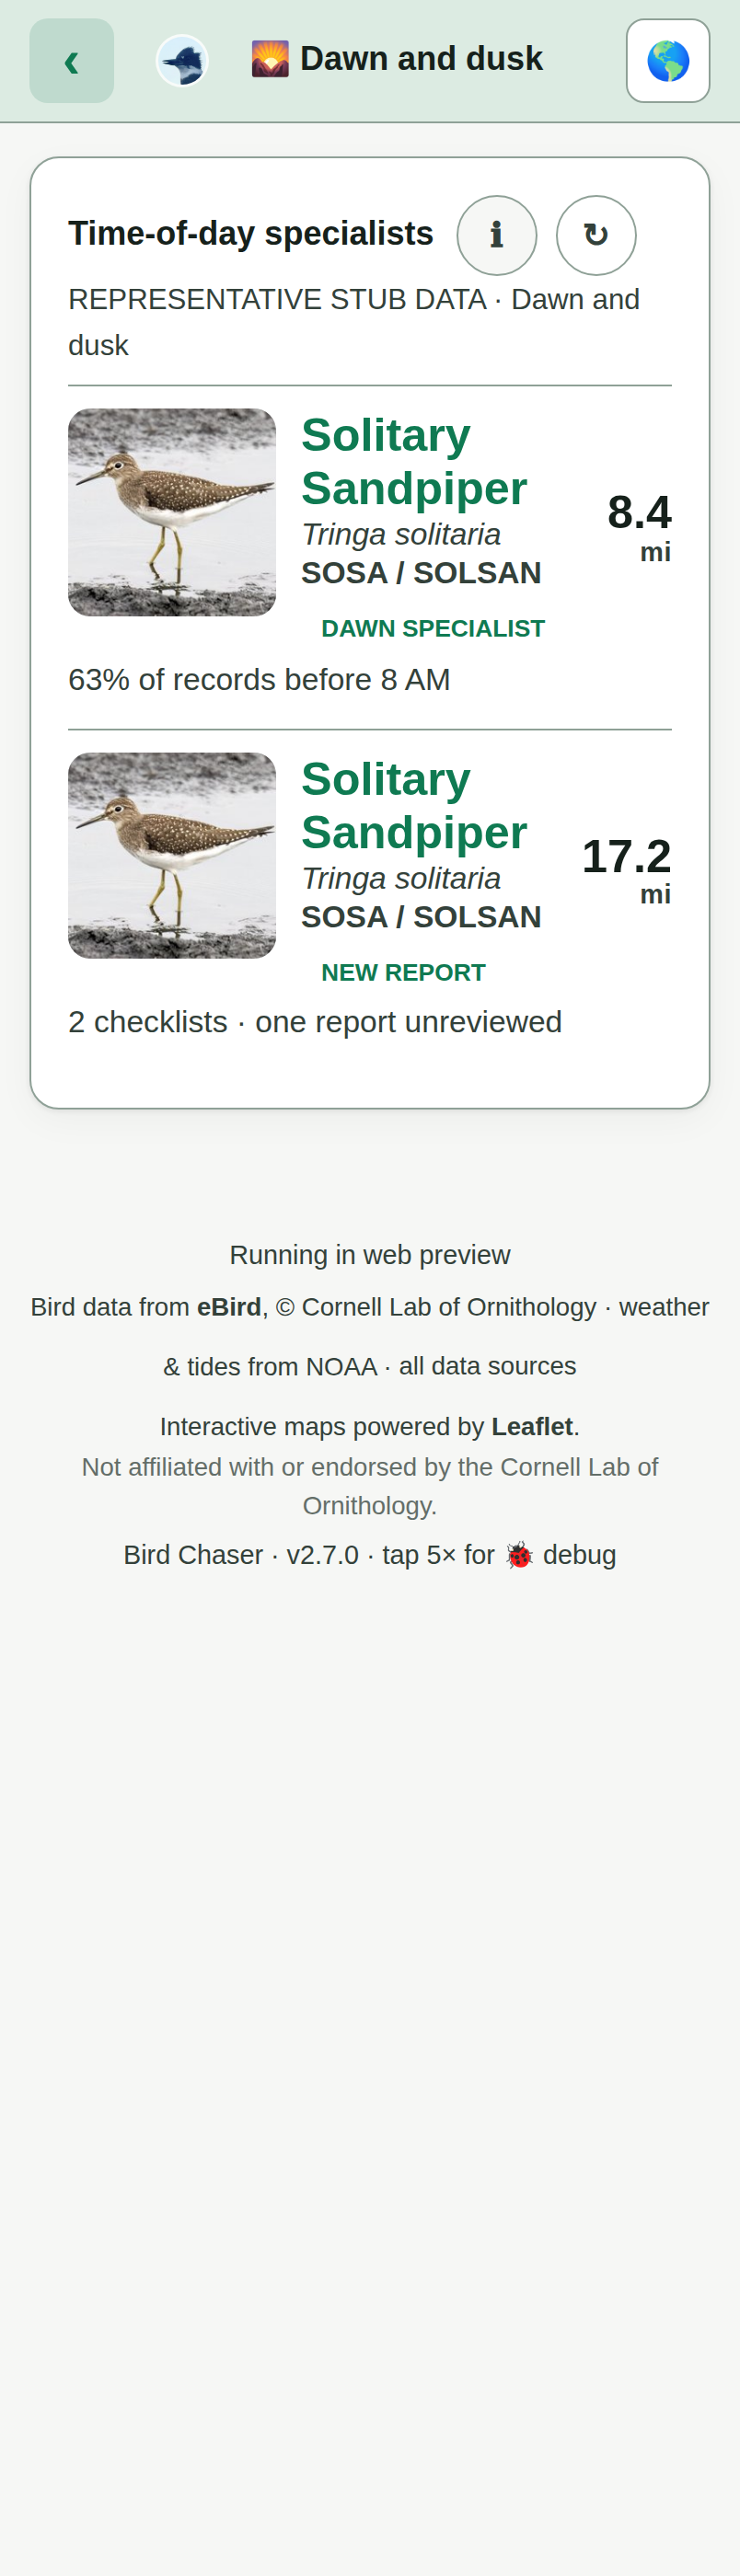 ‹ 🌄 Dawn and dusk 🌎
Time-of-day specialists ℹ ↻
REPRESENTATIVE STUB DATA · Dawn and
dusk
Solitary
Sandpiper
Tringa solitaria
SOSA / SOLSAN
8.4
mi
DAWN SPECIALIST
63% of records before 8 AM
Solitary
Sandpiper
Tringa solitaria
SOSA / SOLSAN
17.2
mi
NEW REPORT
2 checklists · one report unreviewed
Running in web preview
Bird data from eBird, © Cornell Lab of Ornithology · weather
& tides from NOAA · all data sources
Interactive maps powered by Leaflet.
Not affiliated with or endorsed by the Cornell Lab of
Ornithology.
Bird Chaser · v2.7.0 · tap 5× for 🐞 debug